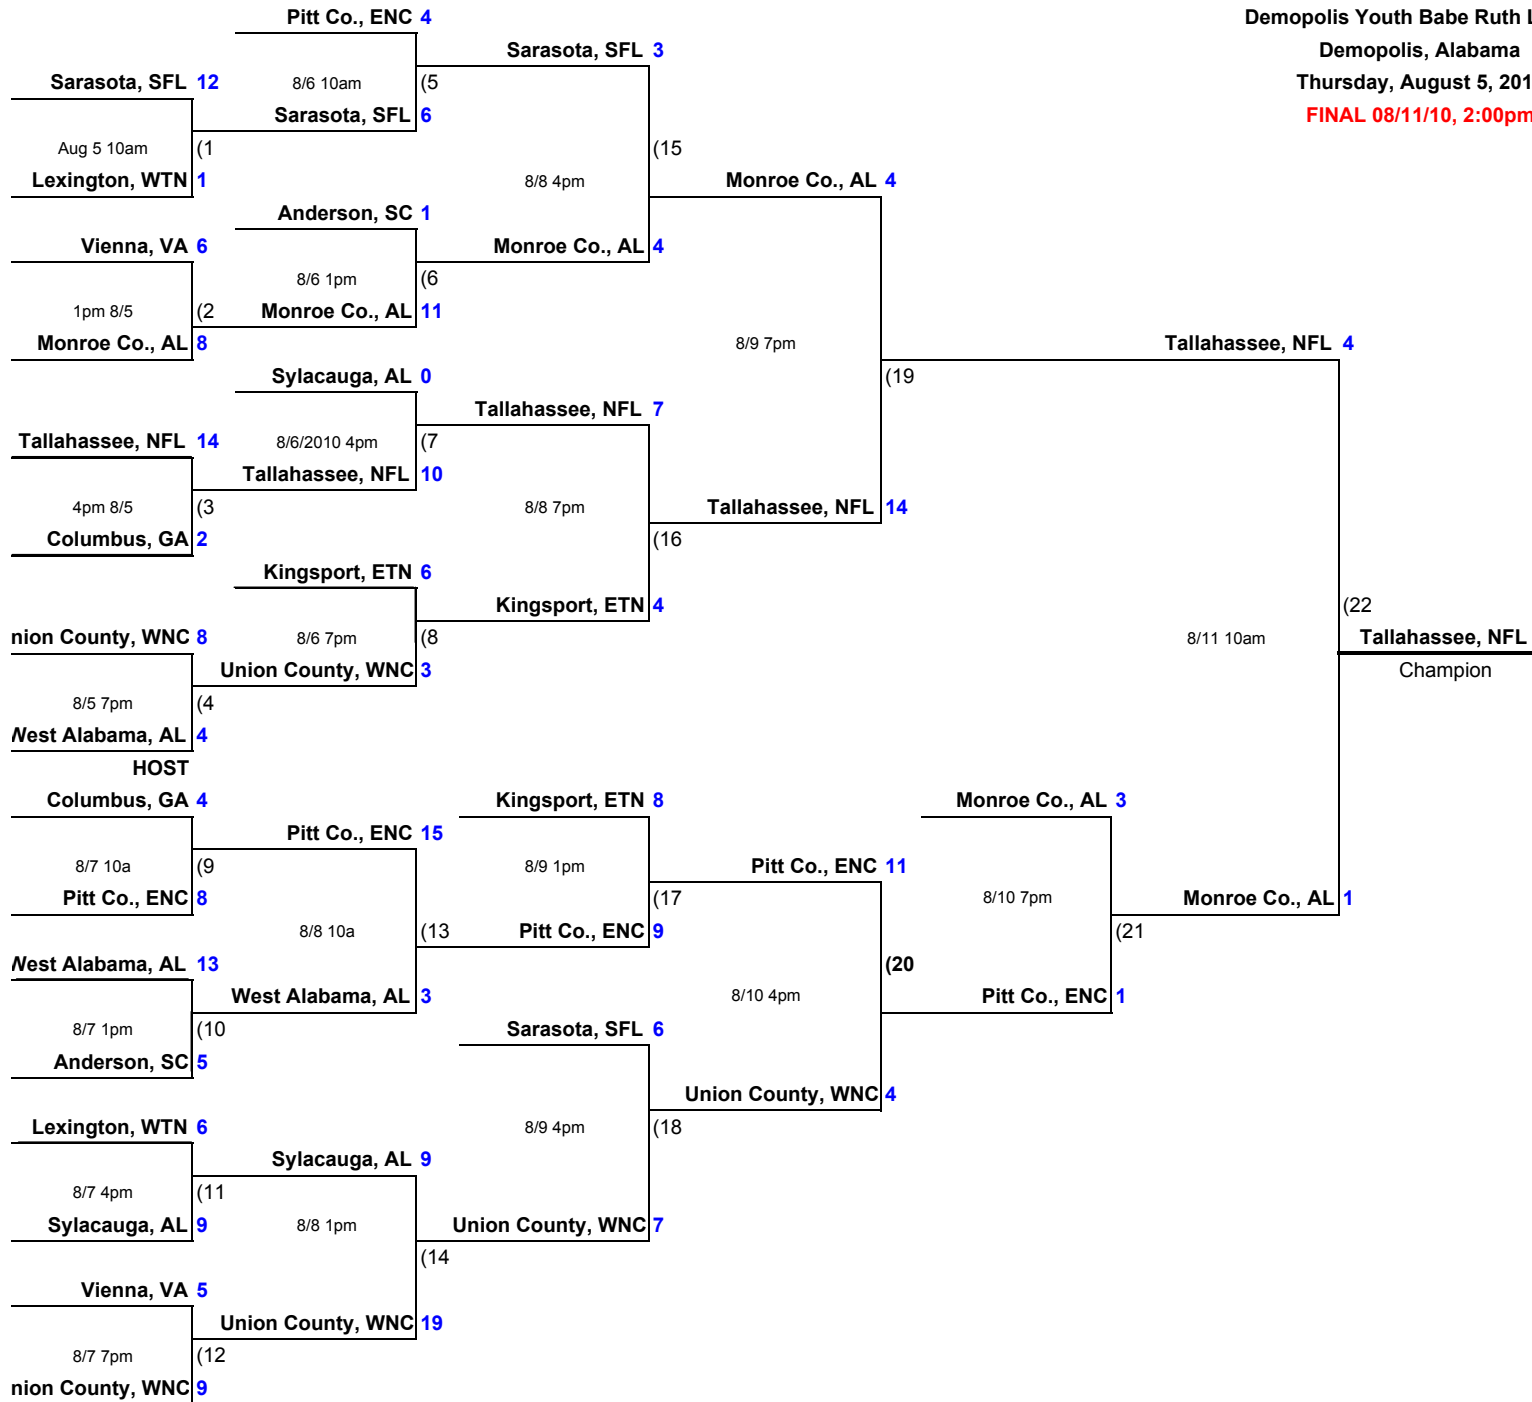 Pitt Co., ENC 4
Demopolis Youth Babe Ruth L
Sarasota, SFL 3
Demopolis, Alabama
Sarasota, SFL 12
8/6 10am
(5
Thursday, August 5, 201
Sarasota, SFL 6
FINAL 08/11/10, 2:00pm
Aug 5 10am
(1
(15
Lexington, WTN 1
8/8 4pm
Monroe Co., AL 4
Anderson, SC 1
Vienna, VA 6
Monroe Co., AL 4
8/6 1pm
(6
1pm 8/5
(2
Monroe Co., AL 11
Monroe Co., AL 8
8/9 7pm
Tallahassee, NFL 4
Sylacauga, AL 0
(19
Tallahassee, NFL 7
Tallahassee, NFL 14
8/6/2010 4pm
(7
Tallahassee, NFL 10
4pm 8/5
(3
8/8 7pm
Tallahassee, NFL 14
Columbus, GA 2
(16
Kingsport, ETN 6
Kingsport, ETN 4
(22
nion County, WNC 8
8/6 7pm
(8
8/11 10am
Tallahassee, NFL
Union County, WNC 3
Champion
8/5 7pm
(4
West Alabama, AL 4
HOST
Columbus, GA 4
Kingsport, ETN 8
Monroe Co., AL 3
Pitt Co., ENC 15
8/7 10a
(9
8/9 1pm
Pitt Co., ENC 11
Pitt Co., ENC 8
(17
8/10 7pm
Monroe Co., AL 1
8/8 10a
(13
Pitt Co., ENC 9
(21
West Alabama, AL 13
(20
West Alabama, AL 3
8/10 4pm
Pitt Co., ENC 1
8/7 1pm
(10
Sarasota, SFL 6
Anderson, SC 5
Union County, WNC 4
Lexington, WTN 6
8/9 4pm
(18
Sylacauga, AL 9
8/7 4pm
(11
Sylacauga, AL 9
8/8 1pm
Union County, WNC 7
(14
Vienna, VA 5
Union County, WNC 19
8/7 7pm
(12
nion County, WNC 9